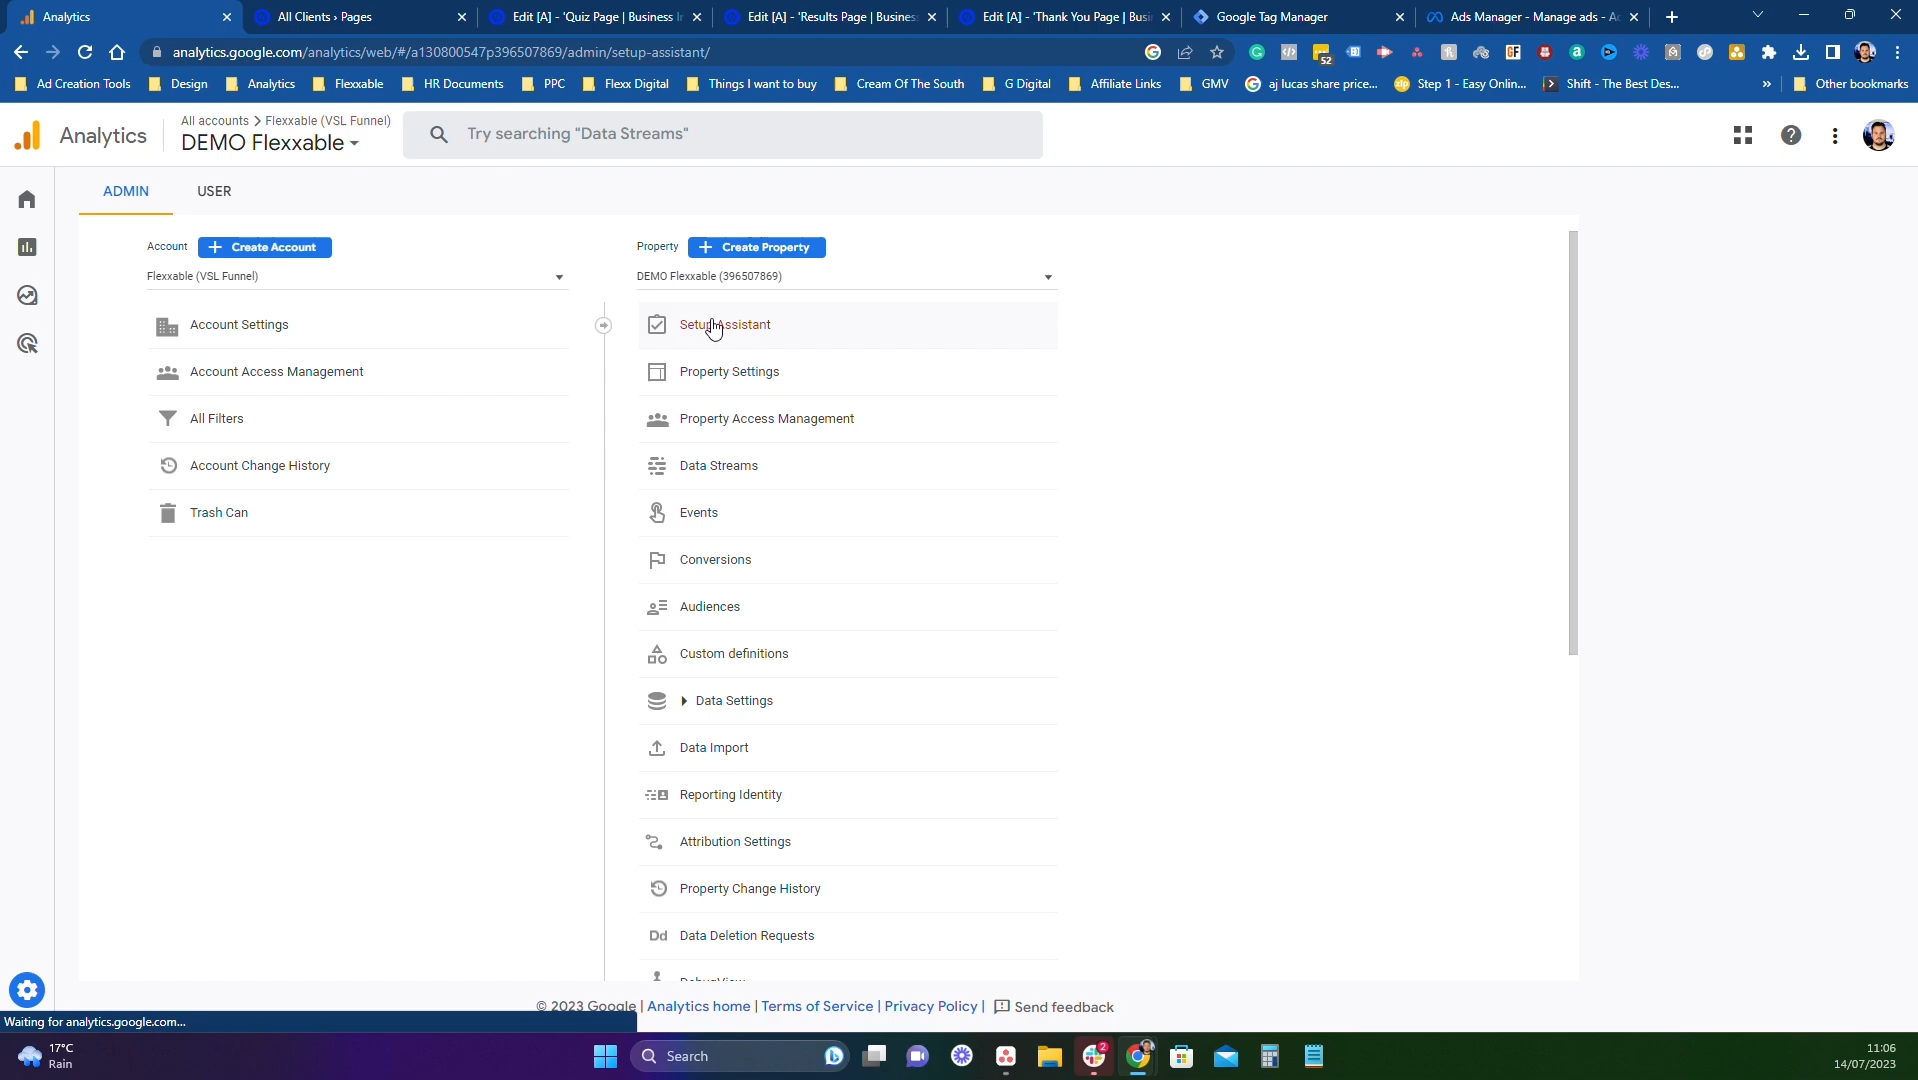 Analytics
All Clients › Pages
Edit [A] - 'Quiz Page | Business In
Edit [A] - 'Results Page | Busines
Edit [A] - 'Thank You Page | Busi
Google Tag Manager
Ads Manager - Manage ads - Ac
analytics.google.com/analytics/web/#/a130800547p396507869/admin/setup-assistant/
52
Ad Creation Tools
Design
Analytics
Flexxable
HR Documents
PPC
Flexx Digital
Things I want to buy
Cream Of The South
G Digital
Affiliate Links
GMV
aj lucas share price...
Step 1 - Easy Onlin...
Shift - The Best Des...
»
Other bookmarks
Analytics
All accounts > Flexxable (VSL Funnel)
DEMO Flexxable
Try searching "Data Streams"
ADMIN
USER
Account
+ Create Account
Flexxable (VSL Funnel)
Account Settings
Account Access Management
All Filters
Account Change History
Trash Can
Property
+ Create Property
DEMO Flexxable (396507869)
Setup Assistant
Property Settings
Property Access Management
Data Streams
Events
Conversions
Audiences
Custom definitions
Data Settings
Data Import
Reporting Identity
Attribution Settings
Property Change History
Dd Data Deletion Requests
DebugView
© 2023 Google | Analytics home | Terms of Service | Privacy Policy | Send feedback
Waiting for analytics.google.com...
17°C
Rain
Search
2
11:06
14/07/2023